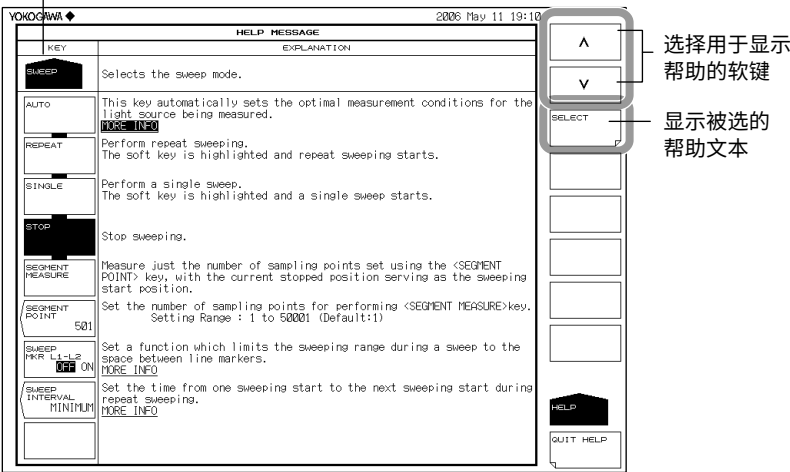 YOKOGAWA ◆
2006 May 11 19:10
HELP MESSAGE
KEY
EXPLANATION
SWEEP
Selects the sweep mode.
AUTO
This key automatically sets the optimal measurement conditions for the
light source being measured.
MORE INFO
REPEAT
Perform repeat sweeping.
The soft key is highlighted and repeat sweeping starts.
SINGLE
Perform a single sweep.
The soft key is highlighted and a single sweep starts.
STOP
Stop sweeping.
SEGMENT
MEASURE
Measure just the number of sampling points set using the <SEGMENT
POINT> key, with the current stopped position serving as the sweeping
start position.
SEGMENT
POINT
501
Set the number of sampling points for performing <SEGMENT MEASURE>key.
Setting Range : 1 to 50001 (Default:1)
SWEEP
MKR L1-L2
OFF ON
Set a function which limits the sweeping range during a sweep to the
space between line markers.
MORE INFO
SWEEP
INTERVAL
MINIMUM
Set the time from one sweeping start to the next sweeping start during
repeat sweeping.
MORE INFO
∧
∨
SELECT
HELP
QUIT HELP
选择用于显示
帮助的软键
显示被选的
帮助文本